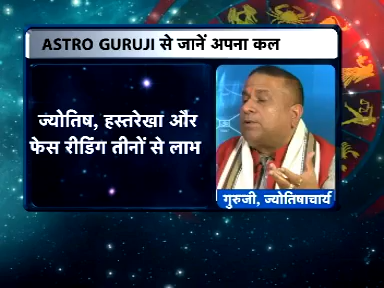 ASTRO GURUJI से जानें अपना कल
ज्योतिष, हस्तरेखा और
फेस रीडिंग तीनों से लाभ
गुरुजी, ज्योतिषाचार्य